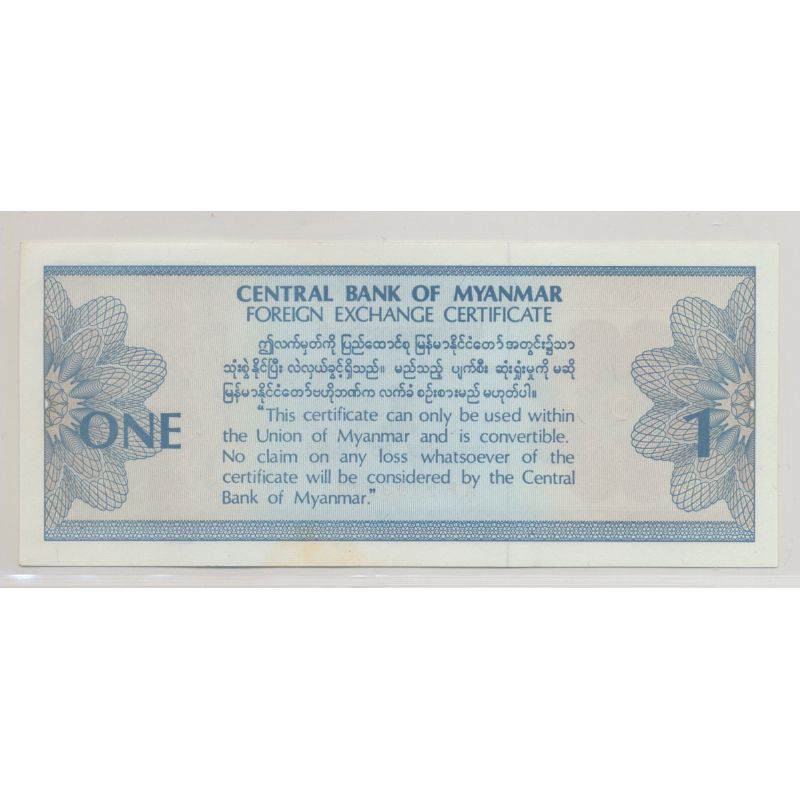 CENTRAL BANK OF MYANMAR
FOREIGN EXCHANGE CERTIFICATE
ဤလက်မှတ်ကို ပြည်ထောင်စု မြန်မာနိုင်ငံတော်အတွင်း၌သာ
သုံးစွဲနိုင်ပြီး လဲလှယ်ခွင့်ရှိသည်။ မည်သည့် ပျက်စီး ဆုံးရှုံးမှုကို မဆို
မြန်မာနိုင်ငံတော်ဗဟိုဘဏ်က လက်ခံ စဉ်းစားမည် မဟုတ်ပါ။
"This certificate can only be used within
the Union of Myanmar and is convertible.
No claim on any loss whatsoever of the
certificate will be considered by the Central
Bank of Myanmar."
ONE
1